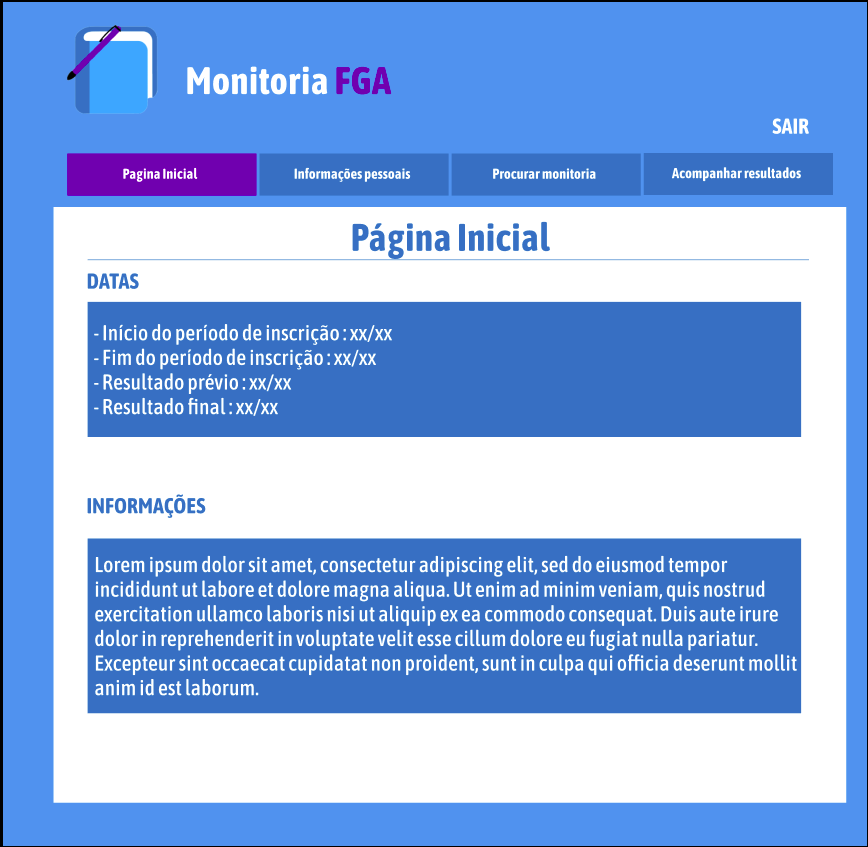 Monitoria FGA
SAIR
Pagina Inicial
Informações pessoais
Procurar monitoria
Acompanhar resultados
Página Inicial
DATAS
- Início do período de inscrição : xx/xx
- Fim do período de inscrição : xx/xx
- Resultado prévio : xx/xx
- Resultado final : xx/xx
INFORMAÇÕES
Lorem ipsum dolor sit amet, consectetur adipiscing elit, sed do eiusmod tempor
incididunt ut labore et dolore magna aliqua. Ut enim ad minim veniam, quis nostrud
exercitation ullamco laboris nisi ut aliquip ex ea commodo consequat. Duis aute irure
dolor in reprehenderit in voluptate velit esse cillum dolore eu fugiat nulla pariatur.
Excepteur sint occaecat cupidatat non proident, sunt in culpa qui officia deserunt mollit
anim id est laborum.